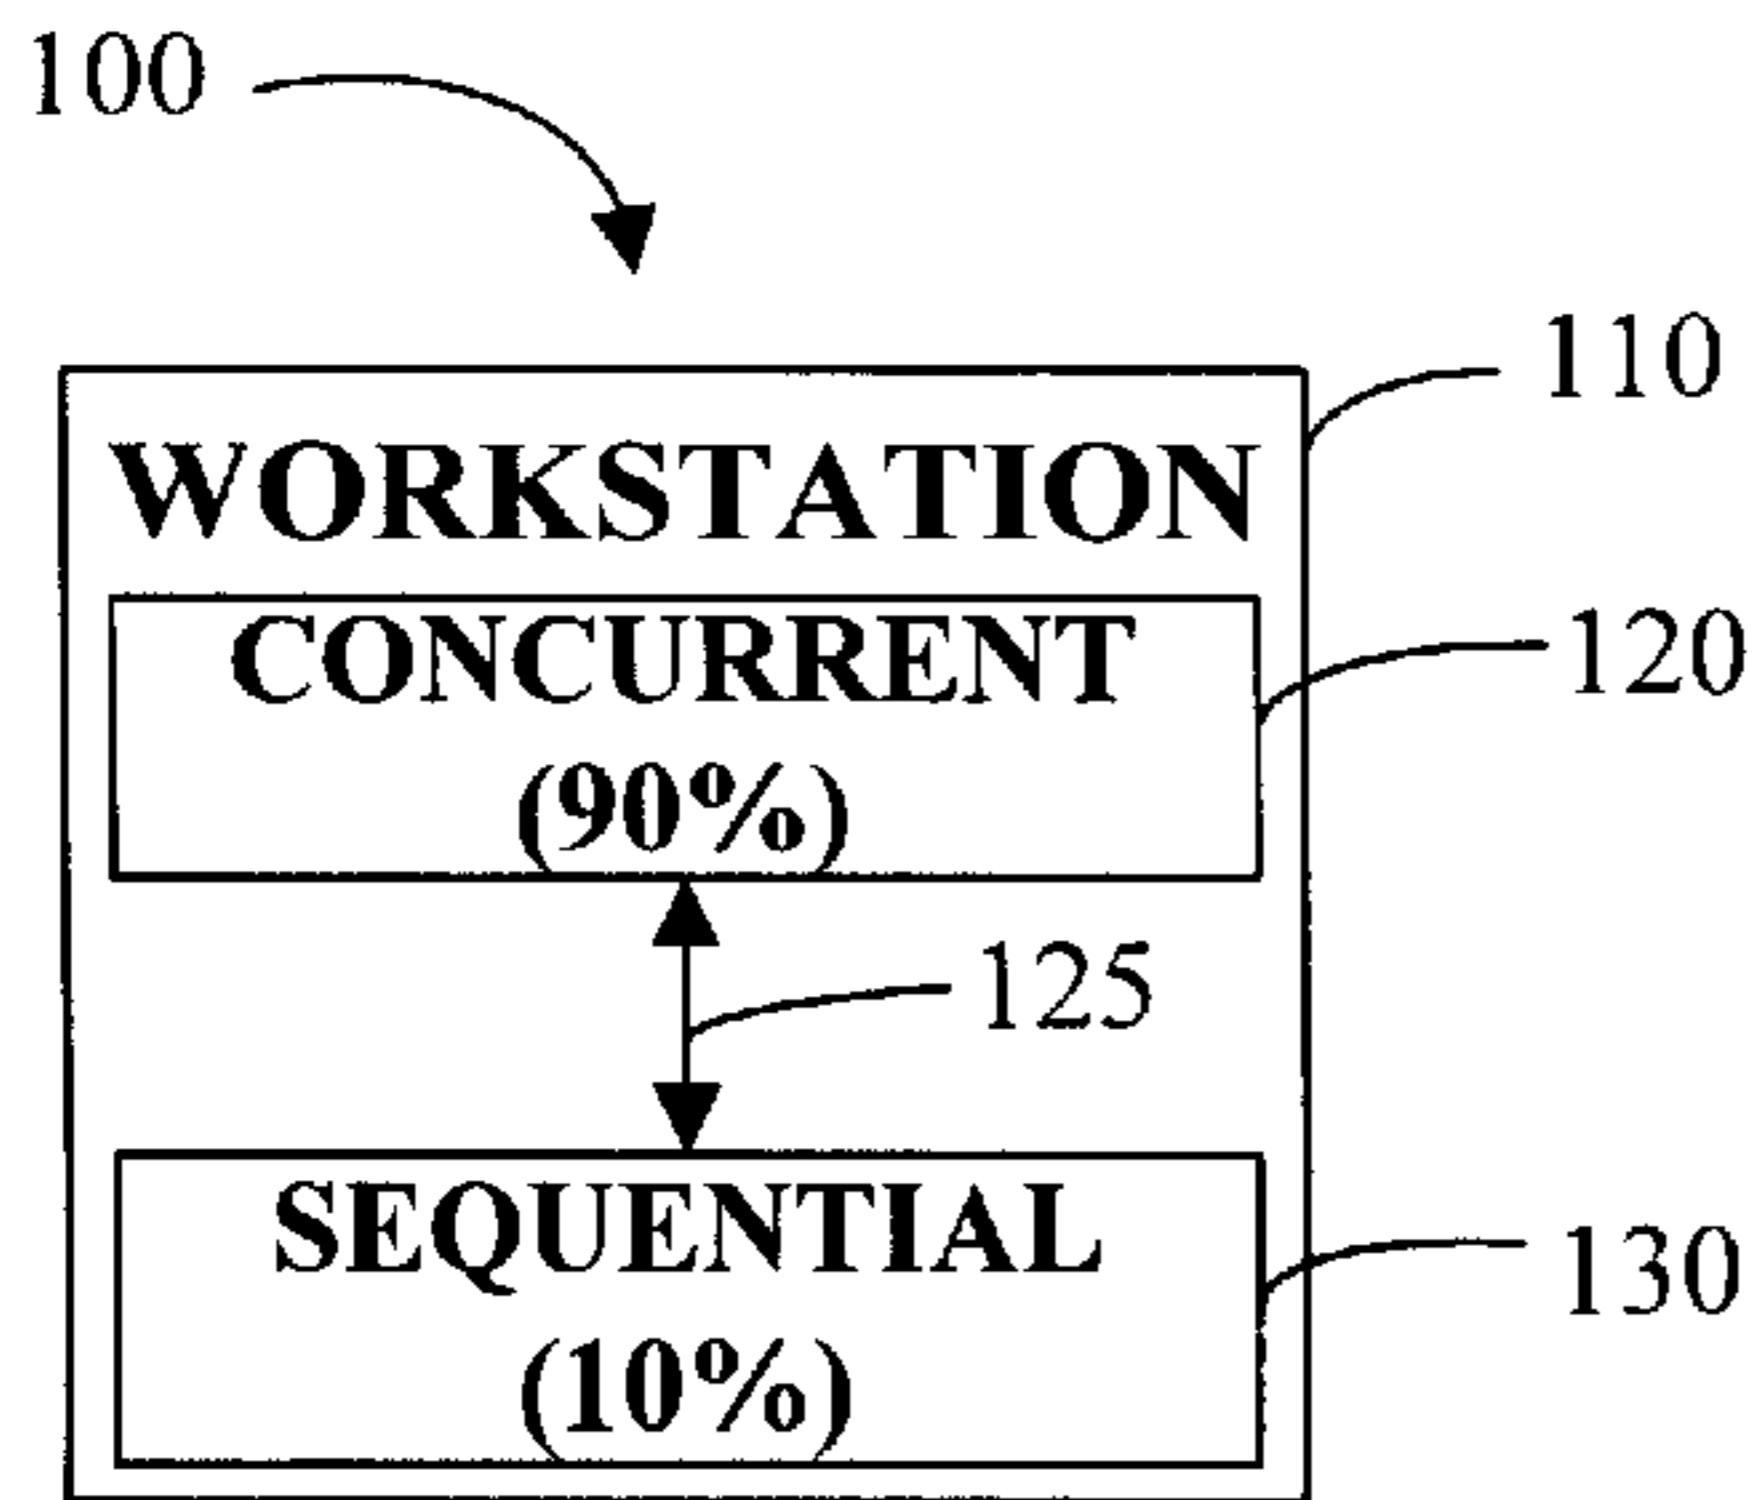 100
110
WORKSTATION
CONCURRENT
(90%)
120
125
SEQUENTIAL
(10%)
130